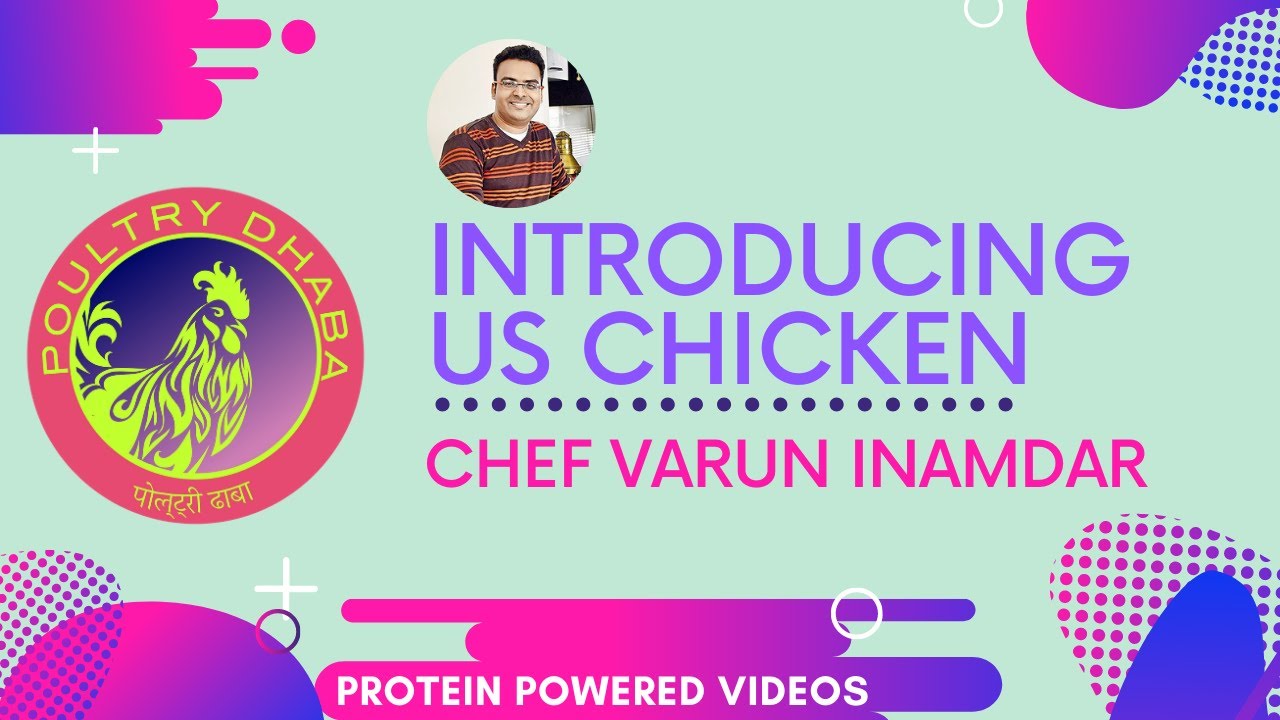 POULTRY DHABA
पोल्ट्री ढाबा
INTRODUCING
US CHICKEN
CHEF VARUN INAMDAR
PROTEIN POWERED VIDEOS